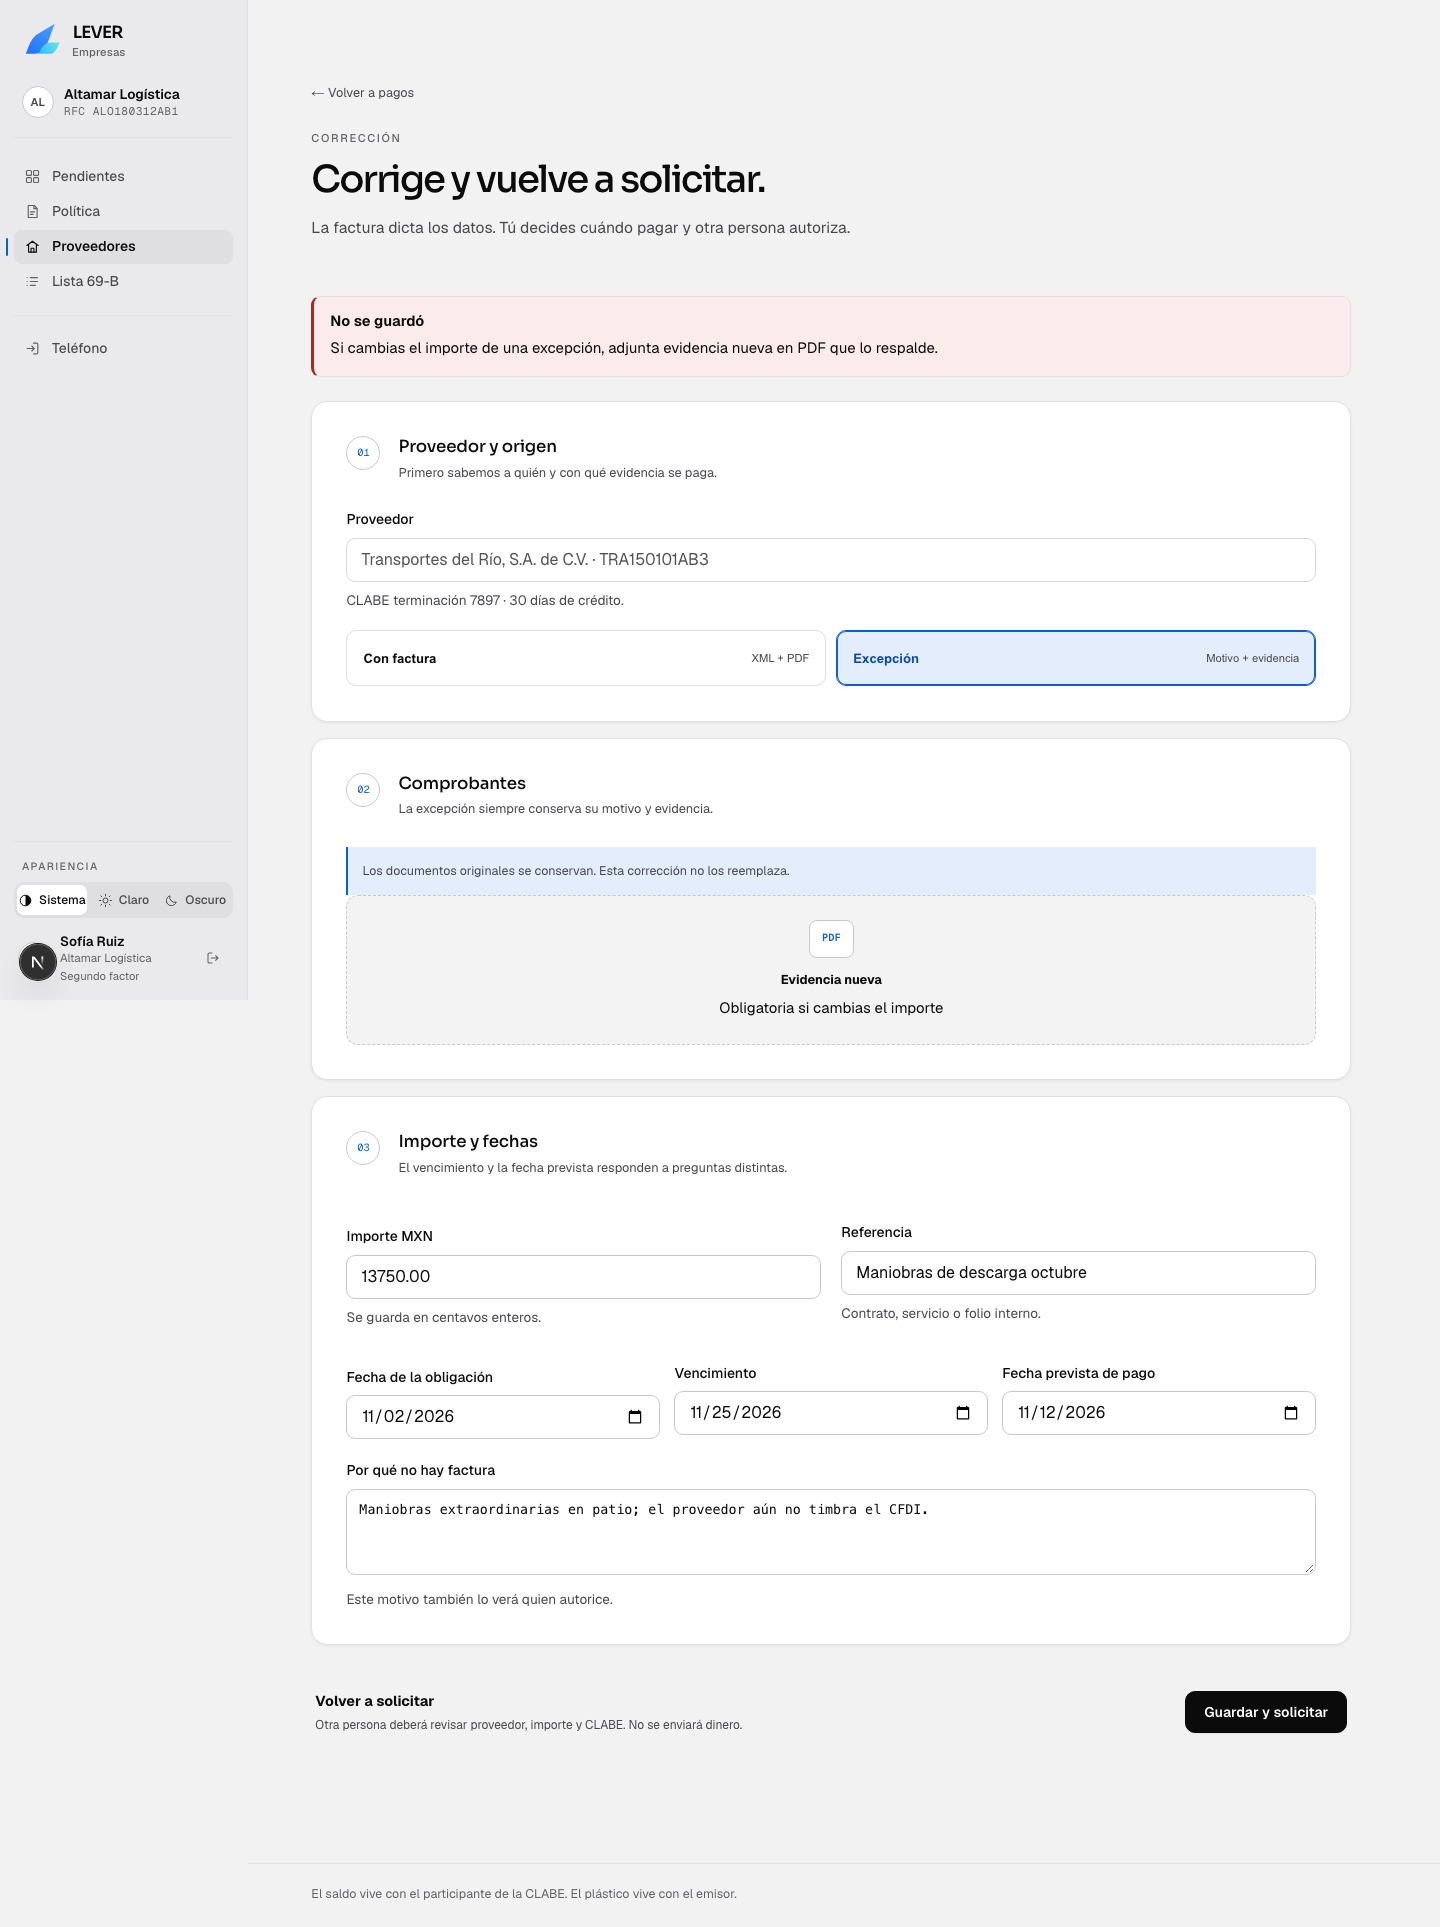 LEVER
Empresas
AL
Altamar Logística
RFC ALO180312AB1
Pendientes
Política
Proveedores
Lista 69-B
Teléfono
APARIENCIA
Sistema
Claro
Oscuro
N
Sofía Ruiz
Altamar Logística
Segundo factor
← Volver a pagos
CORRECCIÓN
Corrige y vuelve a solicitar.
La factura dicta los datos. Tú decides cuándo pagar y otra persona autoriza.
No se guardó
Si cambias el importe de una excepción, adjunta evidencia nueva en PDF que lo respalde.
01
Proveedor y origen
Primero sabemos a quién y con qué evidencia se paga.
Proveedor
Transportes del Río, S.A. de C.V. · TRA150101AB3
CLABE terminación 7897 · 30 días de crédito.
Con factura
XML + PDF
Excepción
Motivo + evidencia
02
Comprobantes
La excepción siempre conserva su motivo y evidencia.
Los documentos originales se conservan. Esta corrección no los reemplaza.
PDF
Evidencia nueva
Obligatoria si cambias el importe
03
Importe y fechas
El vencimiento y la fecha prevista responden a preguntas distintas.
Importe MXN
13750.00
Se guarda en centavos enteros.
Referencia
Maniobras de descarga octubre
Contrato, servicio o folio interno.
Fecha de la obligación
11/02/2026
Vencimiento
11/25/2026
Fecha prevista de pago
11/12/2026
Por qué no hay factura
Maniobras extraordinarias en patio; el proveedor aún no timbra el CFDI.
Este motivo también lo verá quien autorice.
Volver a solicitar
Otra persona deberá revisar proveedor, importe y CLABE. No se enviará dinero.
Guardar y solicitar
El saldo vive con el participante de la CLABE. El plástico vive con el emisor.